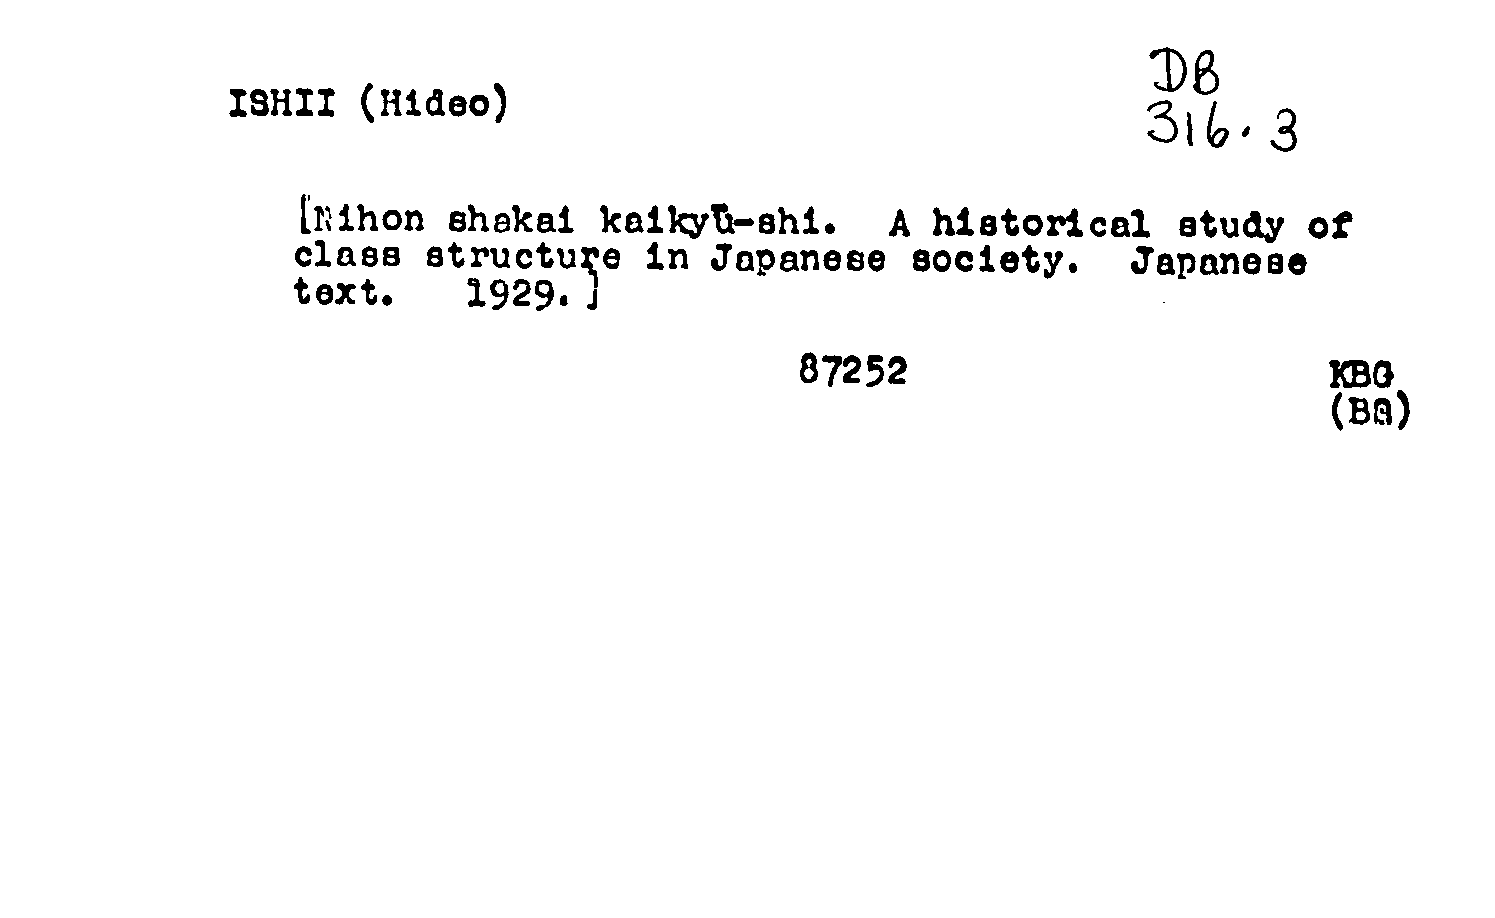 ISHII (Hideo)
DB
316.3
[Nihon shakai kaikyū-shi.  A historical study of
class structure in Japanese society.  Japanese
text.  1929.]
87252
KBG